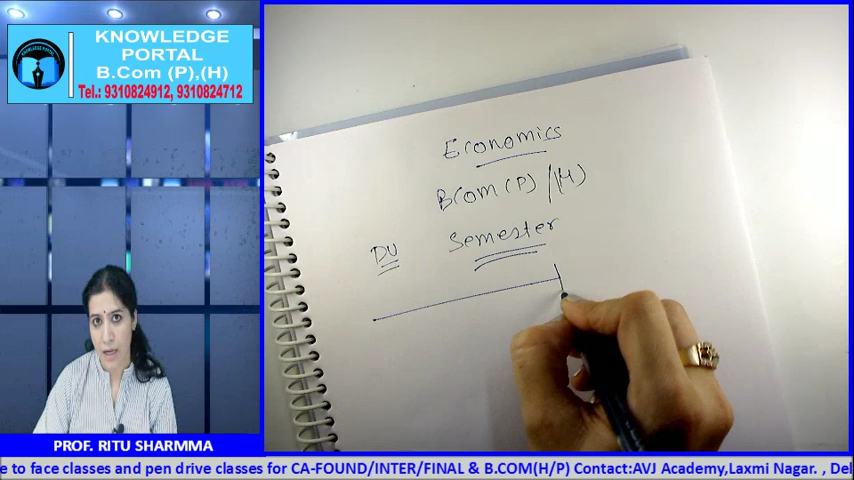 KNOWLEDGE
PORTAL
B.Com (P),(H)
Tel.: 9310824912, 9310824712
Economics
BCom (P) / (H)
DU Semester
PROF. RITU SHARMMA
e to face classes and pen drive classes for CA-FOUND/INTER/FINAL & B.COM(H/P) Contact:AVJ Academy,Laxmi Nagar. , Del